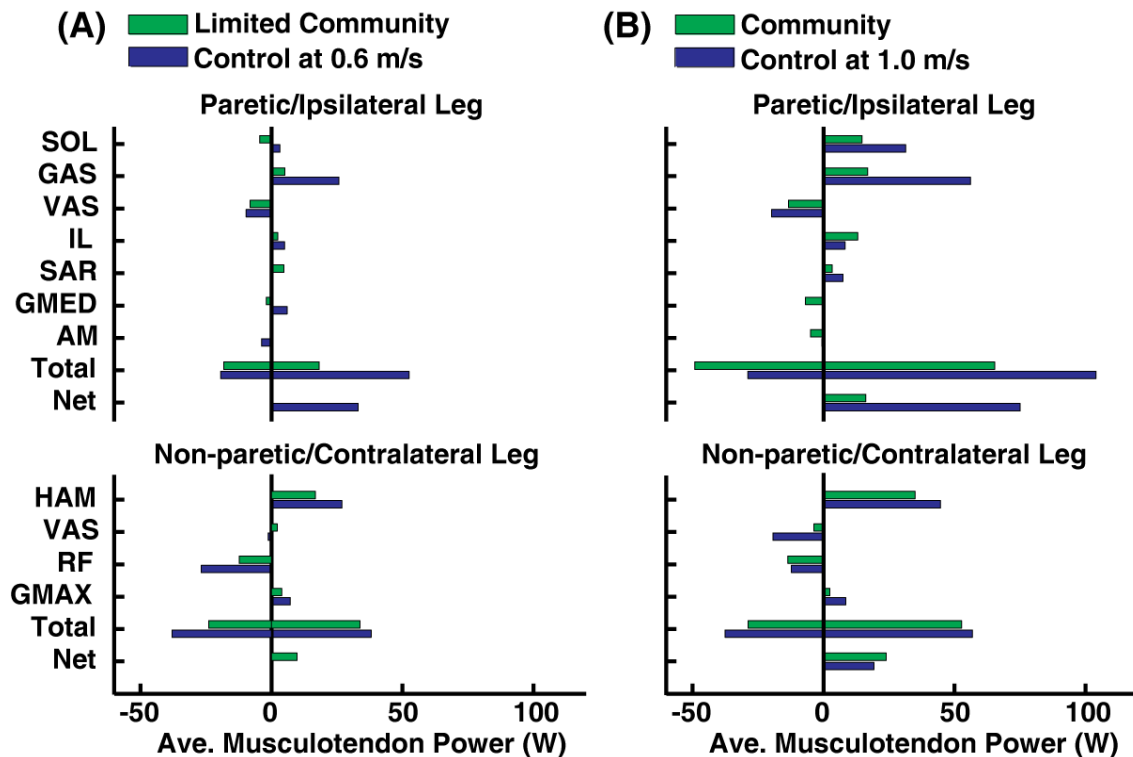 (A)
Limited Community
Control at 0.6 m/s
Paretic/Ipsilateral Leg
SOL
GAS
VAS
IL
SAR
GMED
AM
Total
Net
Non-paretic/Contralateral Leg
HAM
VAS
RF
GMAX
Total
Net
-50 0 50 100
Ave. Musculotendon Power (W)
(B)
Community
Control at 1.0 m/s
Paretic/Ipsilateral Leg
Non-paretic/Contralateral Leg
-50 0 50 100
Ave. Musculotendon Power (W)